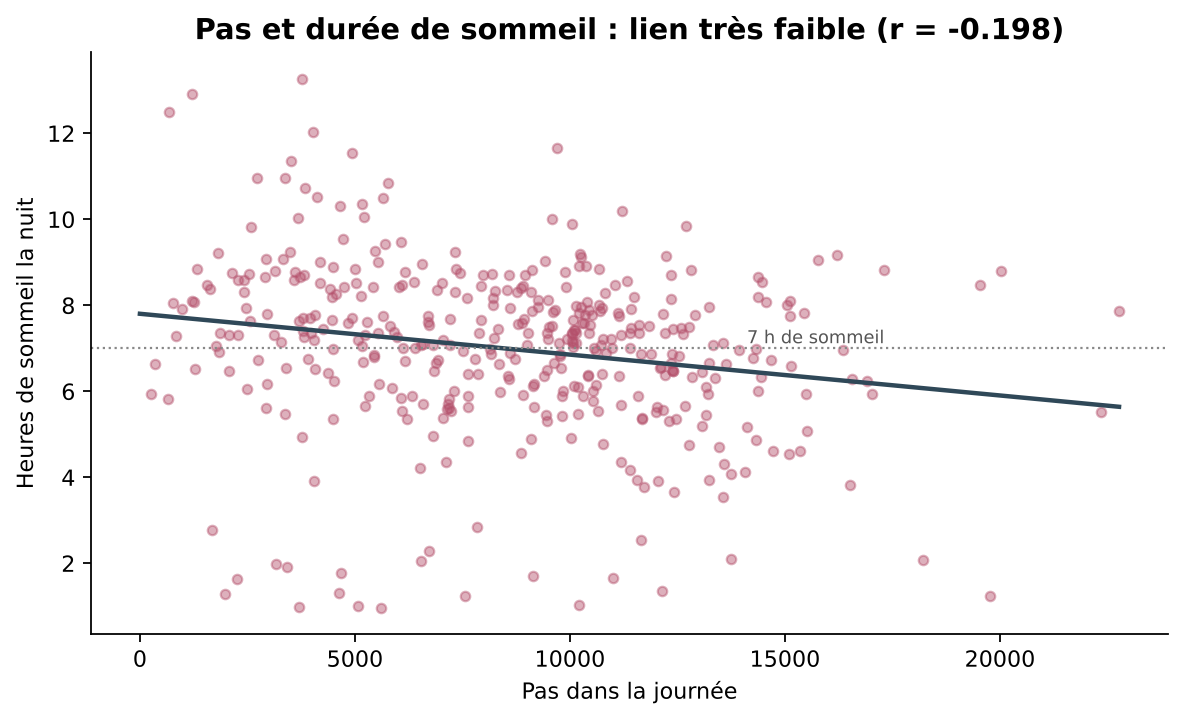 Pas et durée de sommeil : lien très faible (r = -0.198)
Heures de sommeil la nuit
12
10
8
6
4
2
7 h de sommeil
0
5000
10000
15000
20000
Pas dans la journée